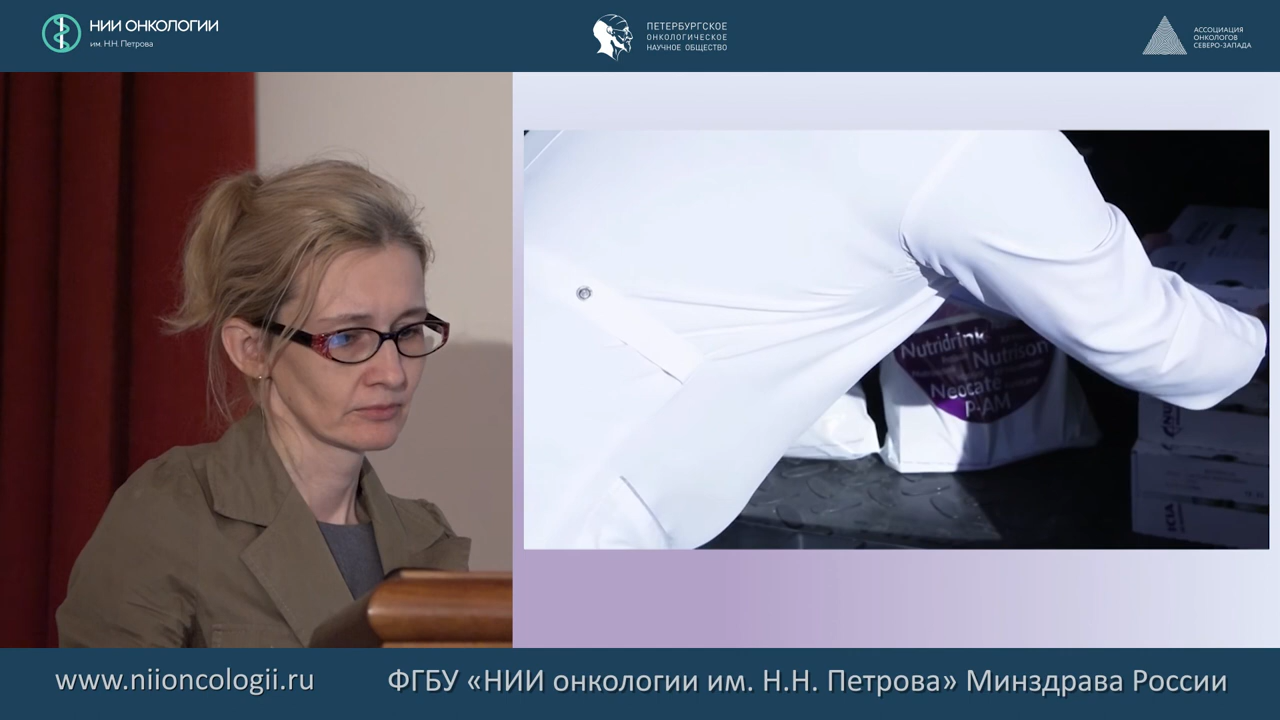 НИИ ОНКОЛОГИИ
им. Н.Н. Петрова
ПЕТЕРБУРГСКОЕ
ОНКОЛОГИЧЕСКОЕ
НАУЧНОЕ ОБЩЕСТВО
АССОЦИАЦИЯ
ОНКОЛОГОВ
СЕВЕРО-ЗАПАДА
Nutridrink
Nutrison
Neocate
P-AM
www.niioncologii.ru
ФГБУ «НИИ онкологии им. Н.Н. Петрова» Минздрава России